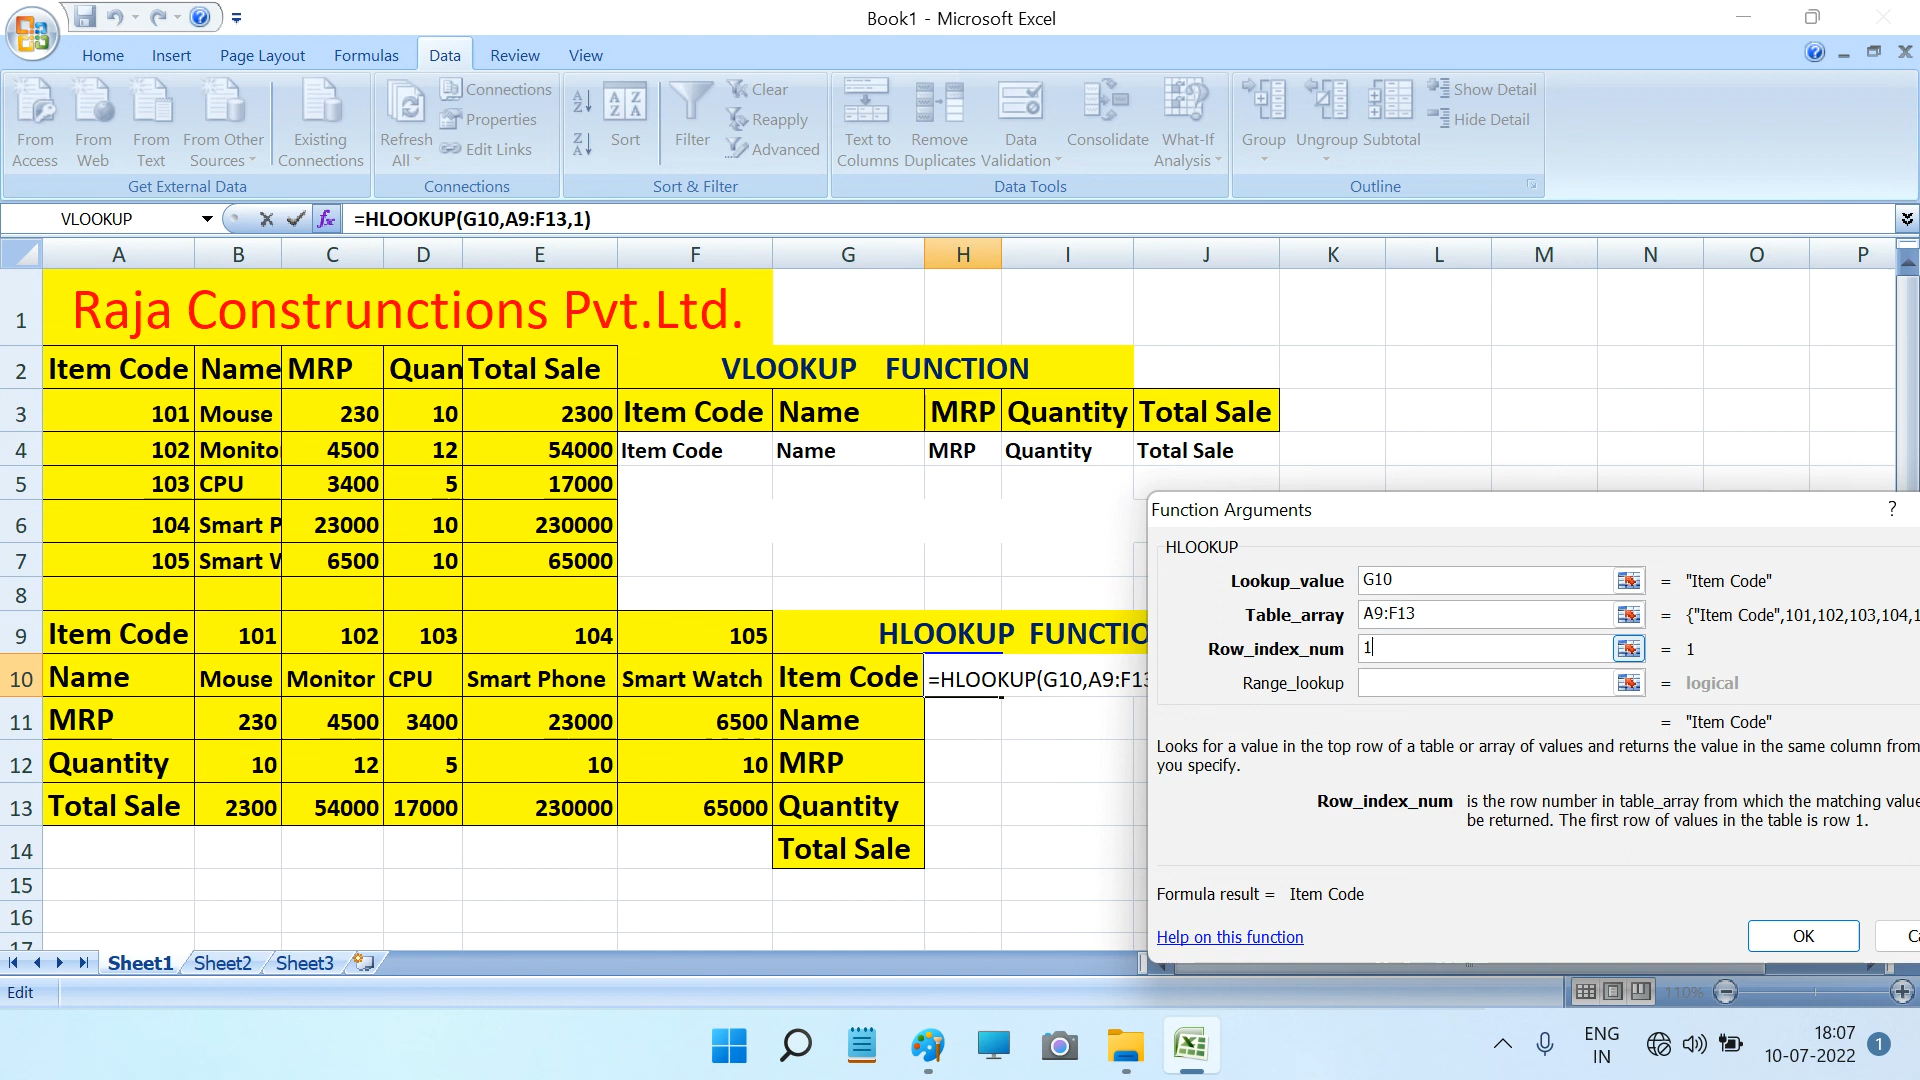 Book1 - Microsoft Excel
Home Insert Page Layout Formulas Data Review View
From Access From Web From Text From Other Sources Existing Connections
Get External Data
Refresh All Connections Properties Edit Links
Connections
Sort Filter Clear Reapply Advanced
Sort & Filter
Text to Columns Remove Duplicates Data Validation Consolidate What-If Analysis
Data Tools
Group Ungroup Subtotal Show Detail Hide Detail
Outline
VLOOKUP =HLOOKUP(G10,A9:F13,1)
A B C D E F G H I J K L M N O P
1 Raja Construnctions Pvt.Ltd.
2 Item Code Name MRP Quan Total Sale VLOOKUP FUNCTION
3 101 Mouse 230 10 2300 Item Code Name MRP Quantity Total Sale
4 102 Monito 4500 12 54000 Item Code Name MRP Quantity Total Sale
5 103 CPU 3400 5 17000
6 104 Smart P 23000 10 230000
7 105 Smart W 6500 10 65000
8
9 Item Code 101 102 103 104 105 HLOOKUP FUNCTIO
10 Name Mouse Monitor CPU Smart Phone Smart Watch Item Code =HLOOKUP(G10,A9:F13
11 MRP 230 4500 3400 23000 6500 Name
12 Quantity 10 12 5 10 10 MRP
13 Total Sale 2300 54000 17000 230000 65000 Quantity
14 Total Sale
15
16
17
Function Arguments ?
HLOOKUP
Lookup_value G10 = "Item Code"
Table_array A9:F13 = {"Item Code",101,102,103,104,1
Row_index_num 1 = 1
Range_lookup = logical
= "Item Code"
Looks for a value in the top row of a table or array of values and returns the value in the same column from
you specify.
Row_index_num is the row number in table_array from which the matching value
be returned. The first row of values in the table is row 1.
Formula result = Item Code
Help on this function OK Ca
Sheet1 Sheet2 Sheet3
Edit 110%
ENG IN
18:07
10-07-2022 1